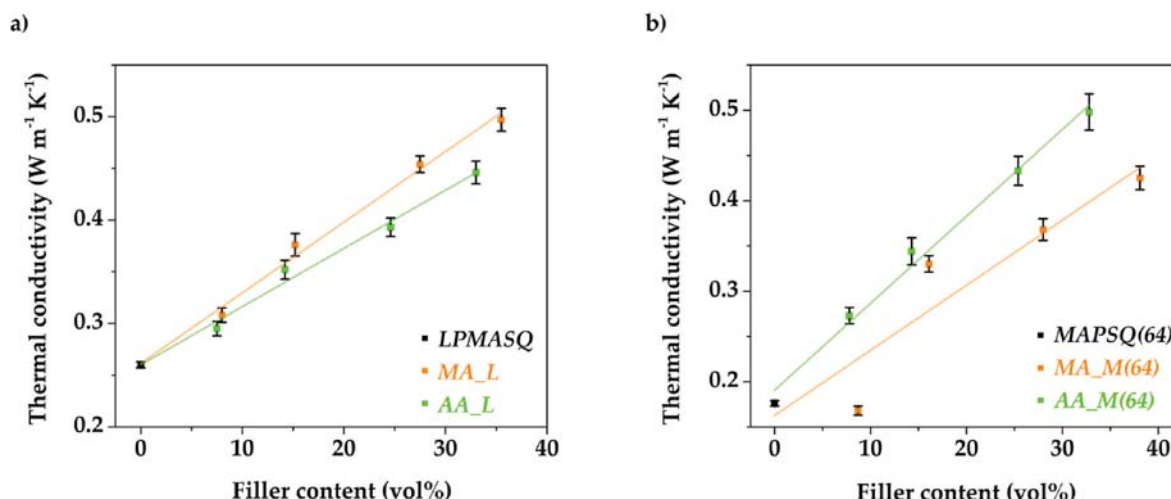 a)
Thermal conductivity (W m⁻¹ K⁻¹)
0.5
0.4
0.3
0.2
LPMASQ
MA_L
AA_L
0 10 20 30 40
Filler content (vol%)
b)
Thermal conductivity (W m⁻¹ K⁻¹)
0.5
0.4
0.3
0.2
MAPSQ(64)
MA_M(64)
AA_M(64)
0 10 20 30 40
Filler content (vol%)